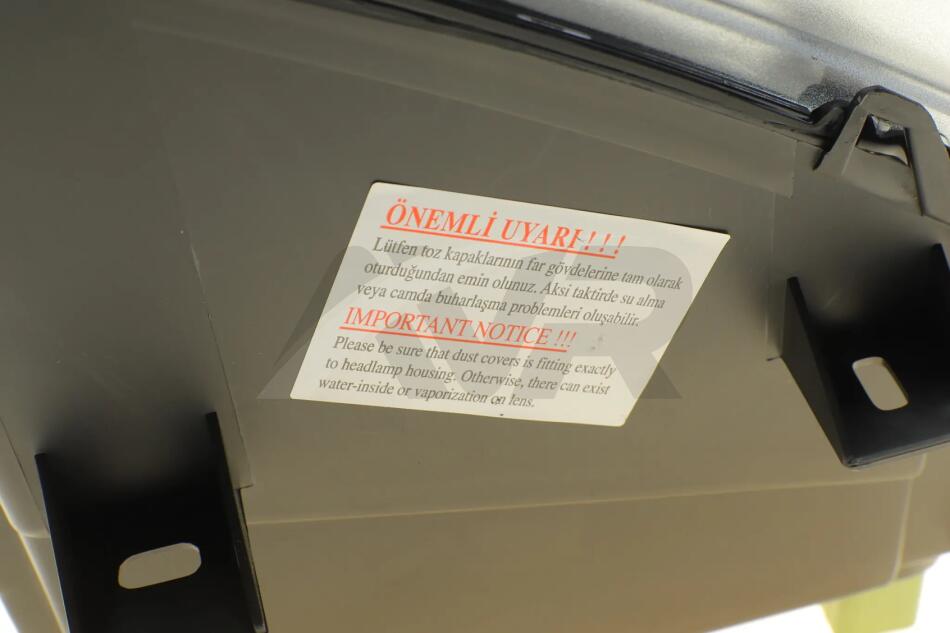 ÖNEMLİ UYARI!!!
Lütfen toz kapaklarının far gövdelerine tam olarak
oturduğundan emin olunuz. Aksi taktirde su alma
veya camda buharlaşma problemleri oluşabilir.
IMPORTANT NOTICE !!!
Please be sure that dust covers is fitting exactly
to headlamp housing. Otherwise, there can exist
water-inside or vaporization on lens.